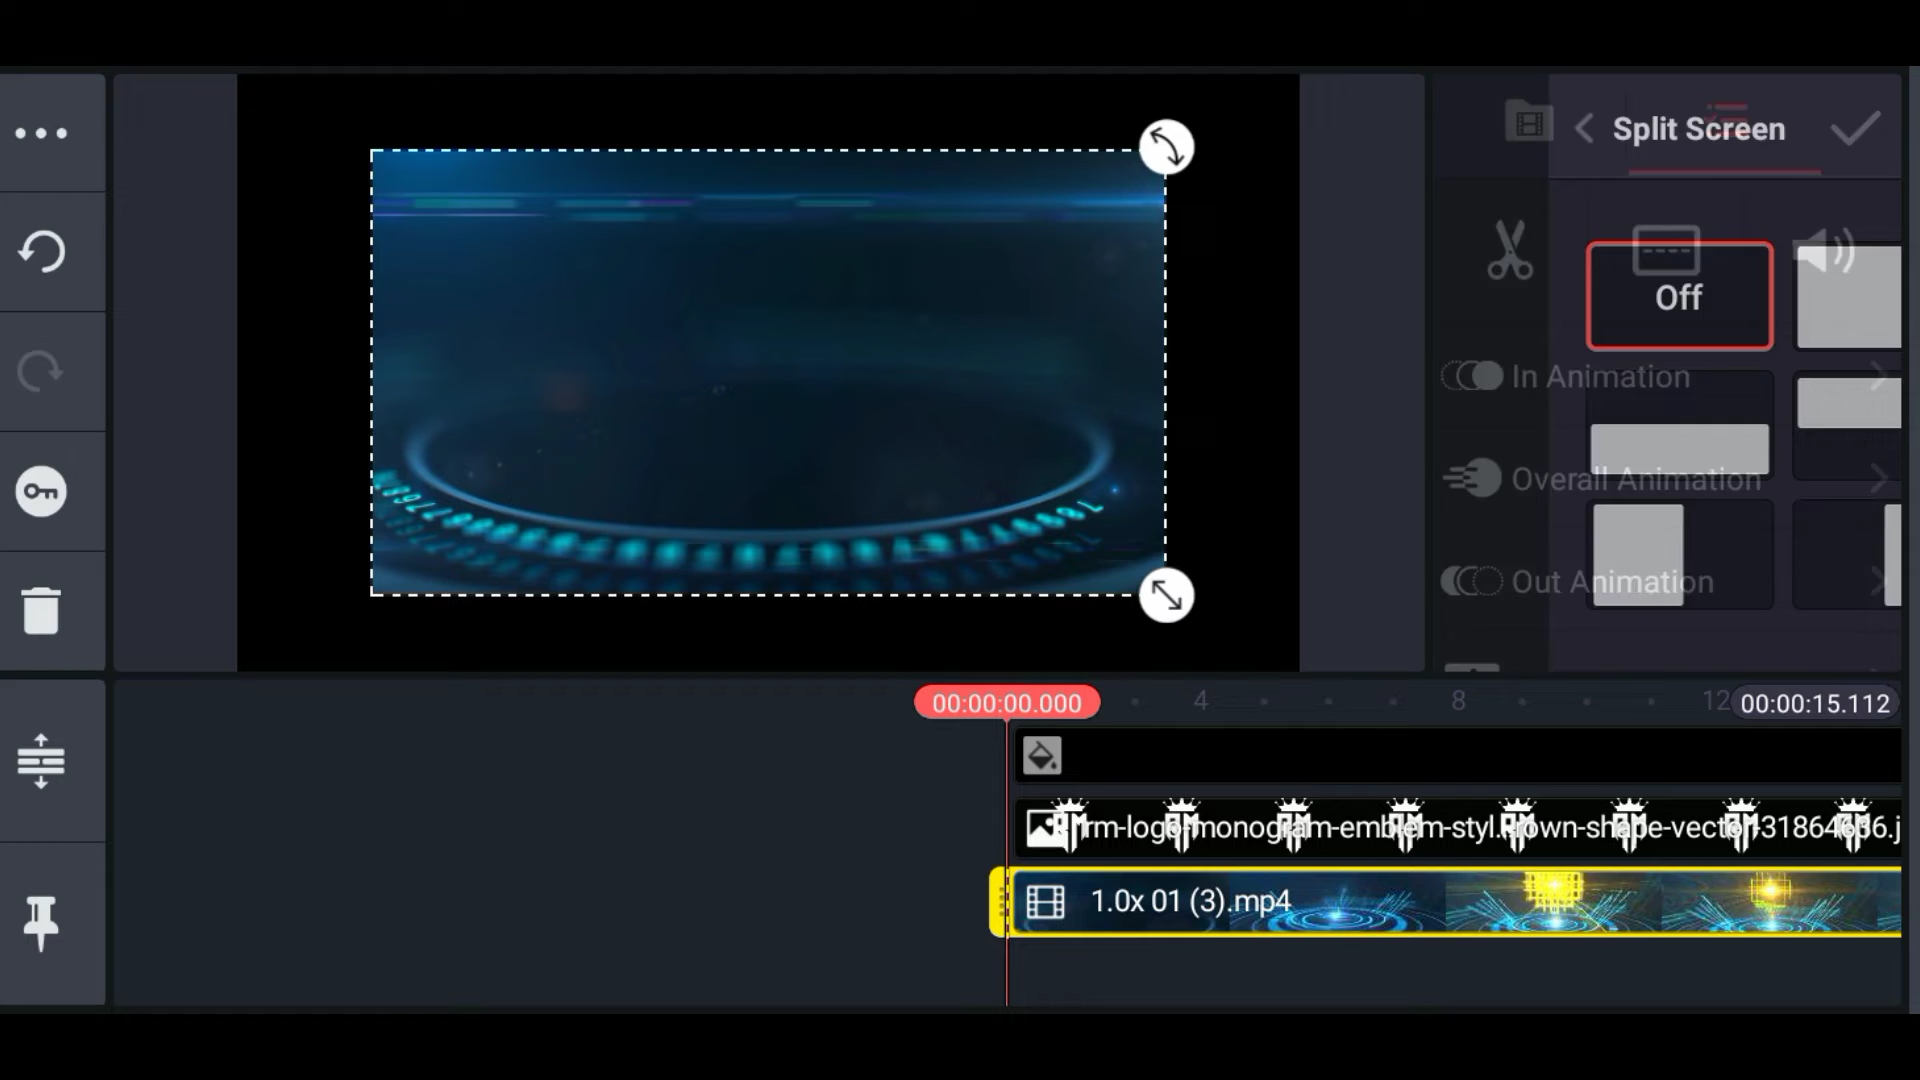 Split Screen
Off
In Animation
Overall Animation
Out Animation
00:00:00.000
4
8
12
00:00:15.112
rm-logo-monogram-emblem-styl...rown-shape-vector-31864686.j
1.0x 01 (3).mp4